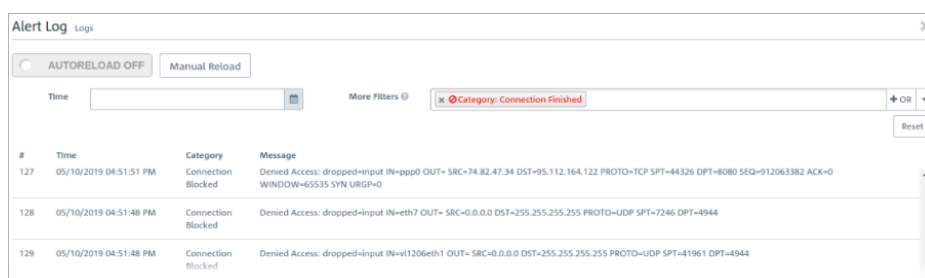 Alert Log Logs
AUTORELOAD OFF Manual Reload
Time More Filters Category: Connection Finished + OR
Reset
# Time Category Message
127 05/10/2019 04:51:51 PM Connection Denied Access: dropped=input IN=ppp0 OUT= SRC=74.82.47.34 DST=95.112.164.122 PROTO=TCP SPT=44326 DPT=8080 SEQ=912063382 ACK=0
Blocked WINDOW=65535 SYN URGP=0
128 05/10/2019 04:51:48 PM Connection Denied Access: dropped=input IN=eth7 OUT= SRC=0.0.0.0 DST=255.255.255.255 PROTO=UDP SPT=7246 DPT=4944
Blocked
129 05/10/2019 04:51:48 PM Connection Denied Access: dropped=input IN=vl1206eth1 OUT= SRC=0.0.0.0 DST=255.255.255.255 PROTO=UDP SPT=41961 DPT=4944
Blocked